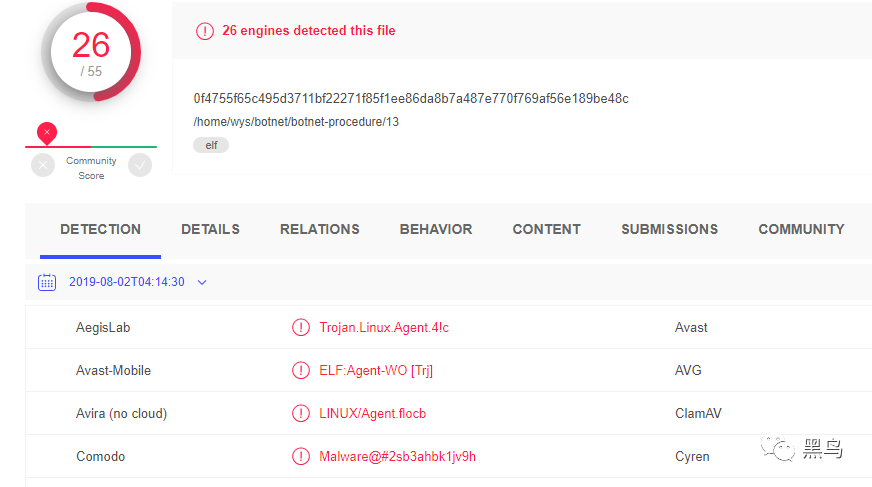 26
/ 55
Community
Score
26 engines detected this file
0f4755f65c495d3711bf22271f85f1ee86da8b7a487e770f769af56e189be48c
/home/wys/botnet/botnet-procedure/13
elf
DETECTION DETAILS RELATIONS BEHAVIOR CONTENT SUBMISSIONS COMMUNITY
2019-08-02T04:14:30
AegisLab Trojan.Linux.Agent.4!c Avast
Avast-Mobile ELF:Agent-WO [Trj] AVG
Avira (no cloud) LINUX/Agent.flocb ClamAV
Comodo Malware@#2sb3ahbk1jv9h Cyren
黑鸟